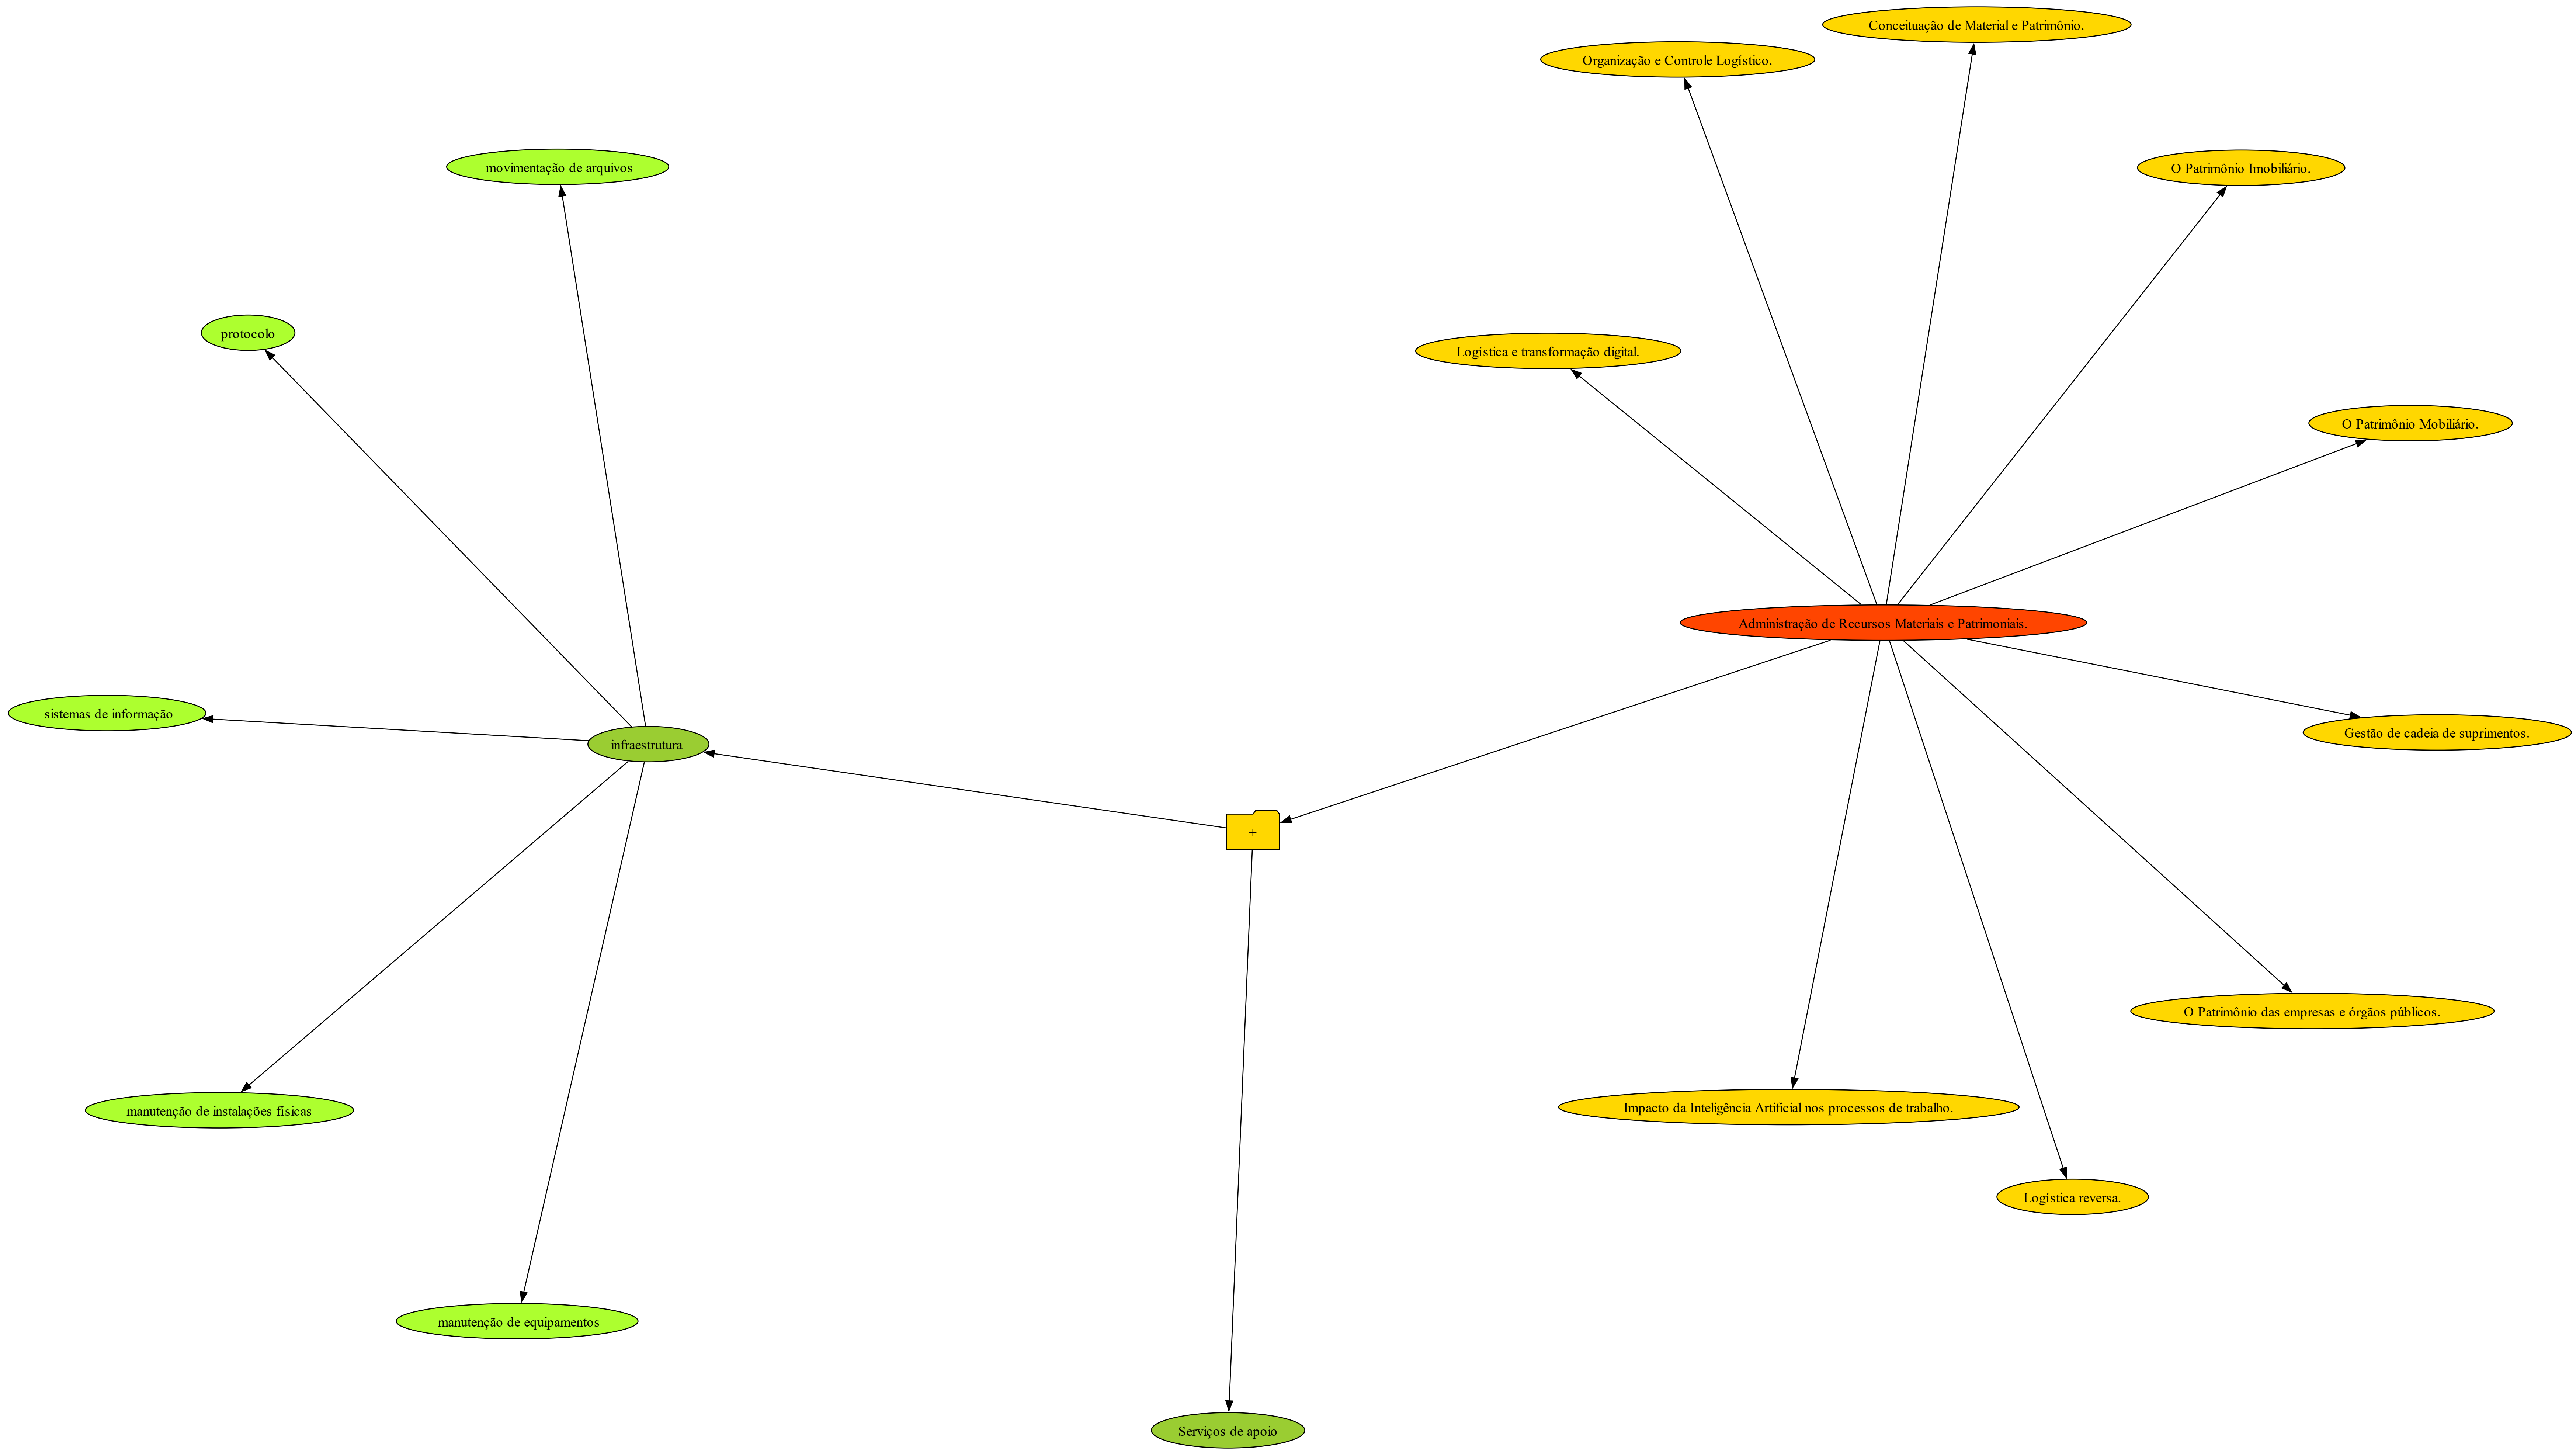 Conceituação de Material e Patrimônio.
Organização e Controle Logístico.
movimentação de arquivos
O Patrimônio Imobiliário.
protocolo
Logística e transformação digital.
O Patrimônio Mobiliário.
Administração de Recursos Materiais e Patrimoniais.
sistemas de informação
Gestão de cadeia de suprimentos.
infraestrutura
+
O Patrimônio das empresas e órgãos públicos.
Impacto da Inteligência Artificial nos processos de trabalho.
manutenção de instalações físicas
Logística reversa.
manutenção de equipamentos
Serviços de apoio